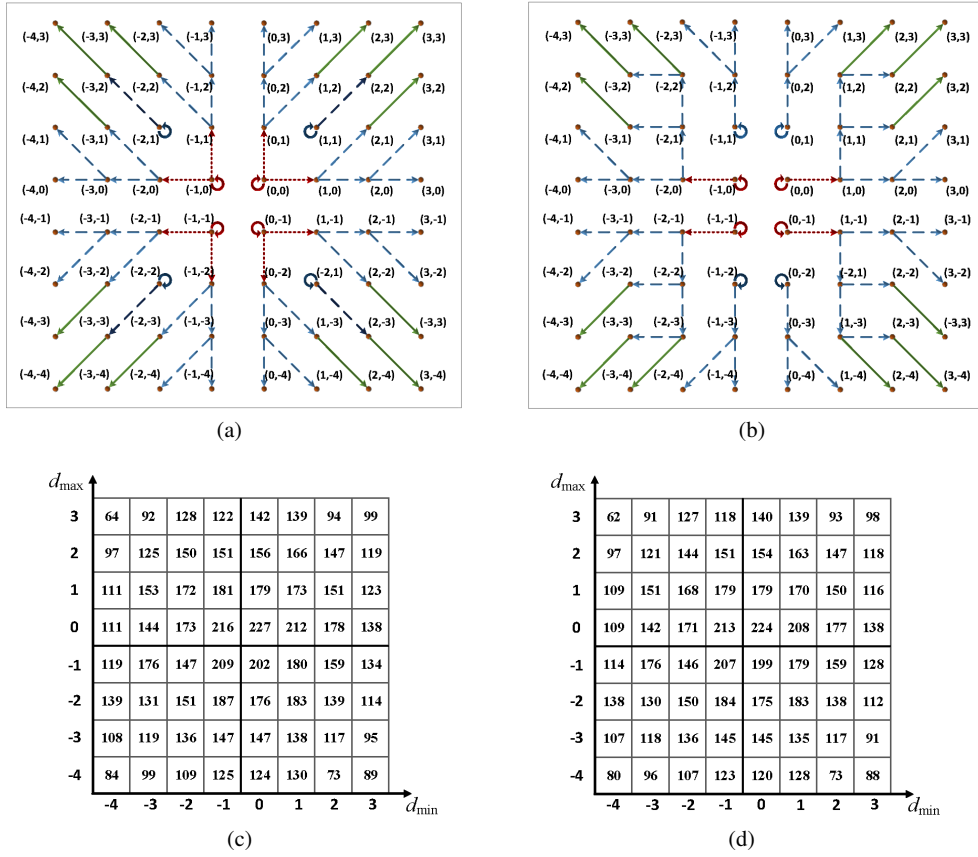 (-4,3) (-3,3) (-2,3) (-1,3) (0,3) (1,3) (2,3) (3,3)
(-4,2) (-3,2) (-2,2) (-1,2) (0,2) (1,2) (2,2) (3,2)
(-4,1) (-3,1) (-2,1) (-1,1) (0,1) (1,1) (2,1) (3,1)
(-4,0) (-3,0) (-2,0) (-1,0) (0,0) (1,0) (2,0) (3,0)
(-4,-1) (-3,-1) (-2,-1) (-1,-1) (0,-1) (1,-1) (2,-1) (3,-1)
(-4,-2) (-3,-2) (-2,-2) (-1,-2) (0,-2) (-2,1) (2,-2) (3,-2)
(-4,-3) (-3,-3) (-2,-3) (-1,-3) (0,-3) (1,-3) (2,-3) (-3,3)
(-4,-4) (-3,-4) (-2,-4) (-1,-4) (0,-4) (1,-4) (2,-4) (3,-4)
(a)
(-4,3) (-3,3) (-2,3) (-1,3) (0,3) (1,3) (2,3) (3,3)
(-4,2) (-3,2) (-2,2) (-1,2) (0,2) (1,2) (2,2) (3,2)
(-4,1) (-3,1) (-2,1) (-1,1) (0,1) (1,1) (2,1) (3,1)
(-4,0) (-3,0) (-2,0) (-1,0) (0,0) (1,0) (2,0) (3,0)
(-4,-1) (-3,-1) (-2,-1) (-1,-1) (0,-1) (1,-1) (2,-1) (3,-1)
(-4,-2) (-3,-2) (-2,-2) (-1,-2) (0,-2) (-2,1) (2,-2) (3,-2)
(-4,-3) (-3,-3) (-2,-3) (-1,-3) (0,-3) (1,-3) (2,-3) (-3,3)
(-4,-4) (-3,-4) (-2,-4) (-1,-4) (0,-4) (1,-4) (2,-4) (3,-4)
(b)
dmax
3 64 92 128 122 142 139 94 99
2 97 125 150 151 156 166 147 119
1 111 153 172 181 179 173 151 123
0 111 144 173 216 227 212 178 138
-1 119 176 147 209 202 180 159 134
-2 139 131 151 187 176 183 139 114
-3 108 119 136 147 147 138 117 95
-4 84 99 109 125 124 130 73 89
-4 -3 -2 -1 0 1 2 3 dmin
(c)
dmax
3 62 91 127 118 140 139 93 98
2 97 121 144 151 154 163 147 118
1 109 151 168 179 179 170 150 116
0 109 142 171 213 224 208 177 138
-1 114 176 146 207 199 179 159 128
-2 138 130 150 184 175 183 138 112
-3 107 118 136 145 145 135 117 91
-4 80 96 107 123 120 128 73 88
-4 -3 -2 -1 0 1 2 3 dmin
(d)